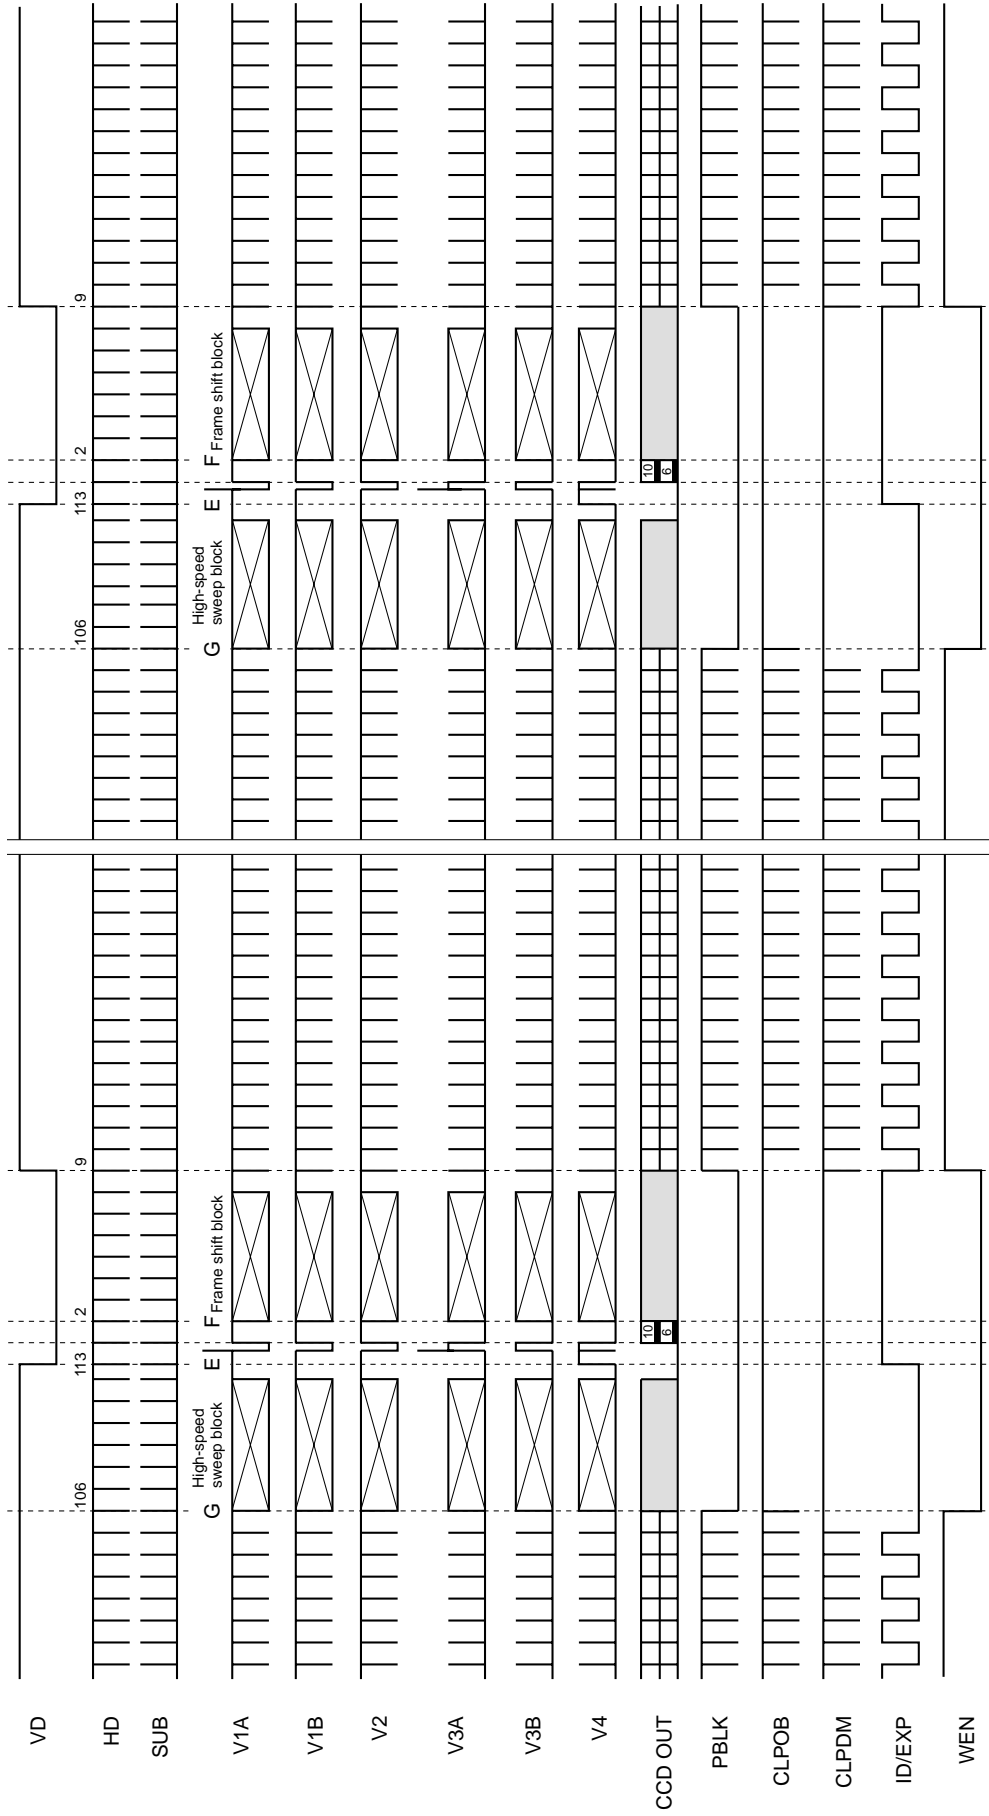 VD
HD
SUB
V1A
V1B
V2
V3A
V3B
V4
CCD OUT
PBLK
CLPOB
CLPDM
ID/EXP
WEN
106
113
2
9
106
113
2
9
G
High-speed
sweep block
E
F
Frame shift block
G
High-speed
sweep block
E
F
Frame shift block
10
6
10
6